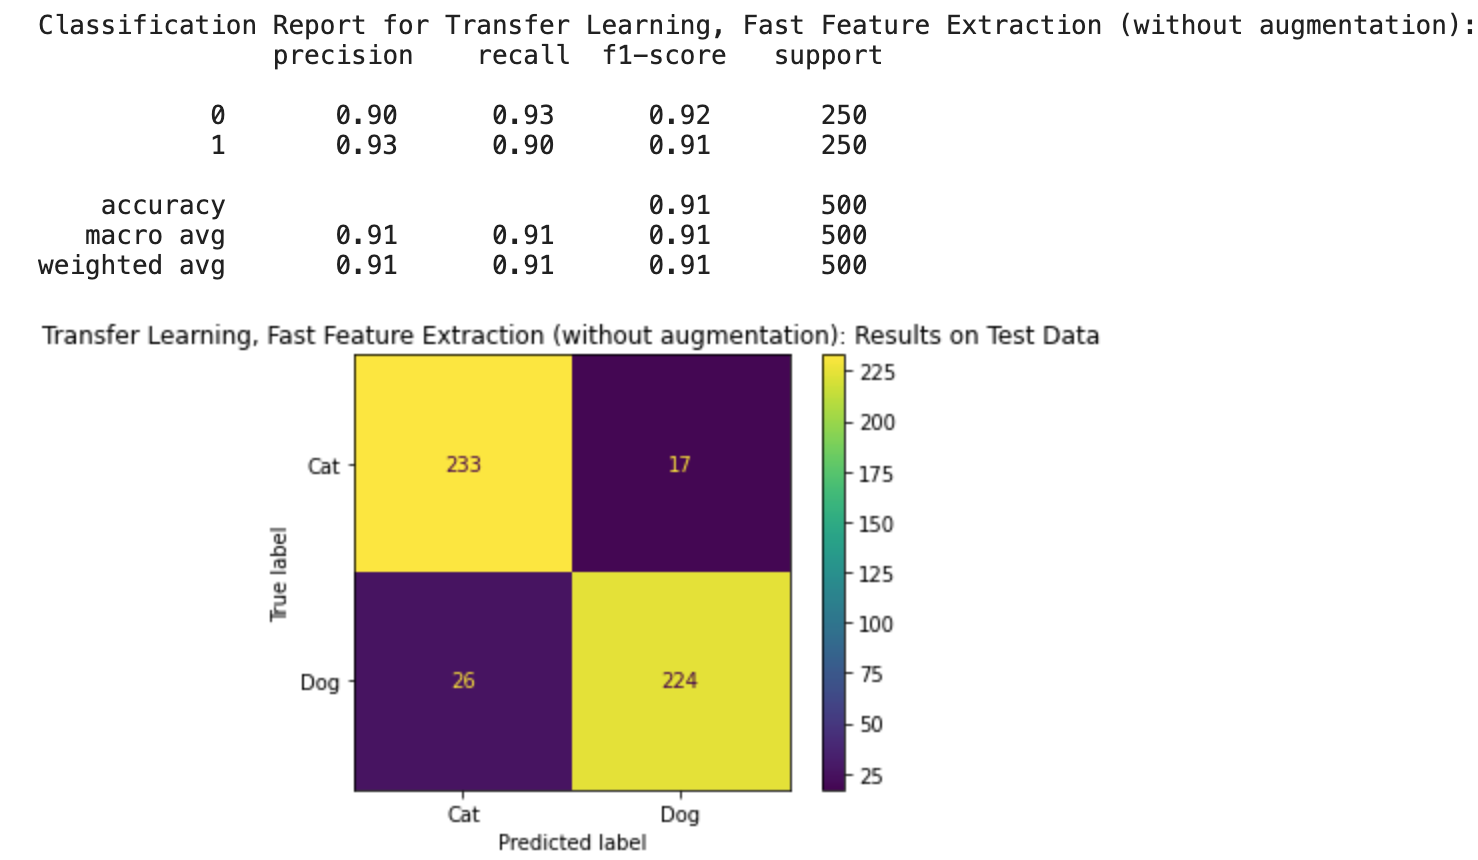 Classification Report for Transfer Learning, Fast Feature Extraction (without augmentation):
precision recall f1-score support
0 0.90 0.93 0.92 250
1 0.93 0.90 0.91 250
accuracy 0.91 500
macro avg 0.91 0.91 0.91 500
weighted avg 0.91 0.91 0.91 500
Transfer Learning, Fast Feature Extraction (without augmentation): Results on Test Data
225
200
175
150
125
100
75
50
25
True label
Cat
233
17
Dog
26
224
Cat
Dog
Predicted label